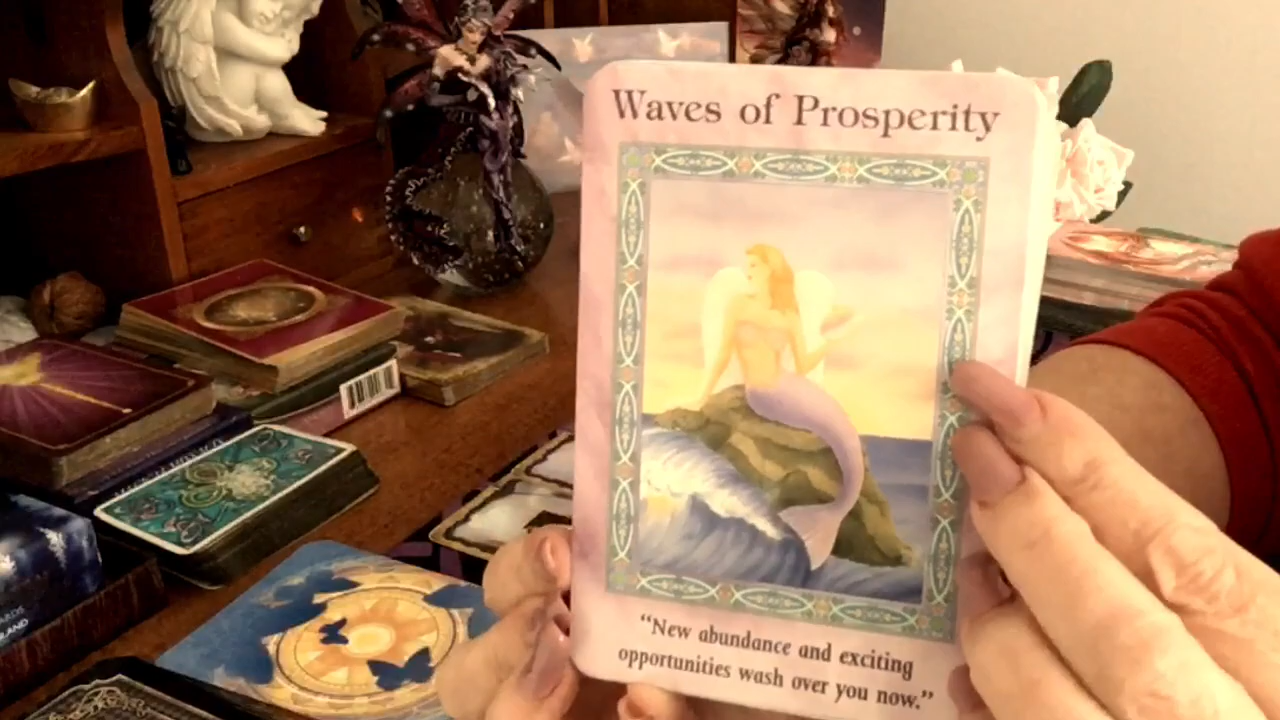 Waves of Prosperity
“New abundance and exciting
opportunities wash over you now.”